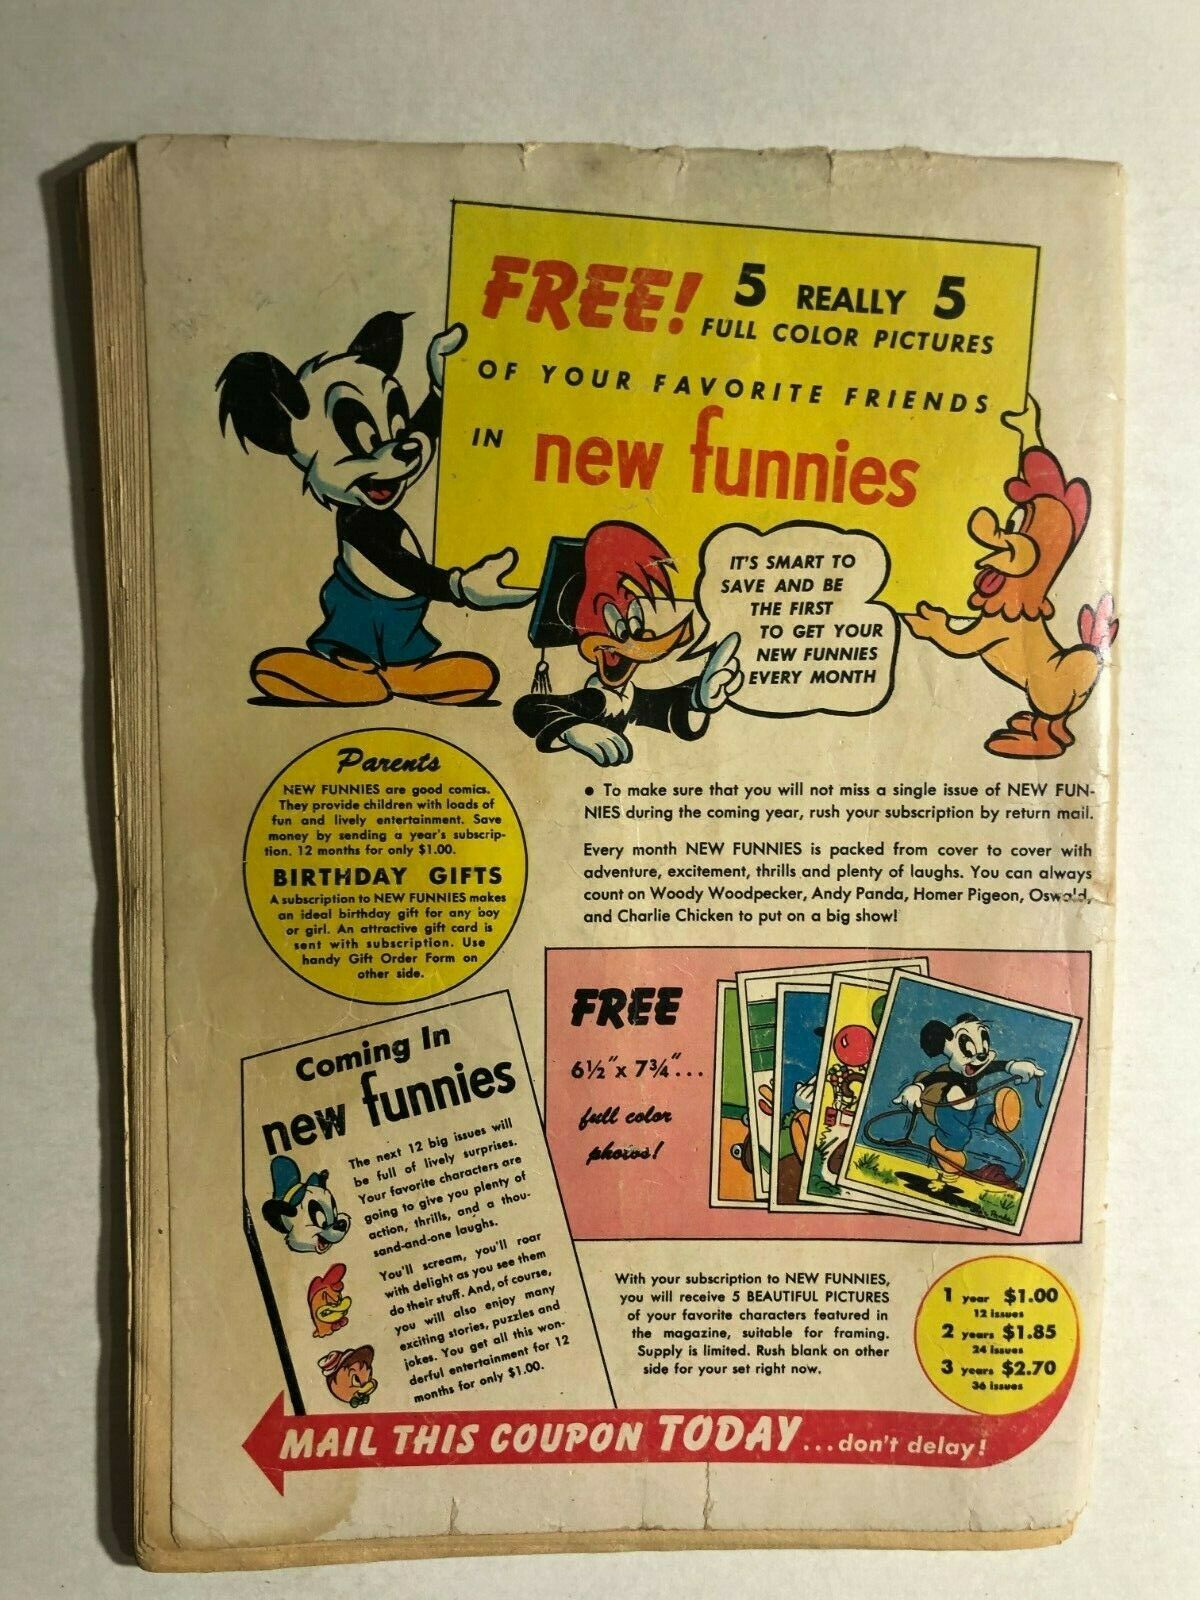 FREE! 5 REALLY 5
FULL COLOR PICTURES
OF YOUR FAVORITE FRIENDS
IN new funnies
IT'S SMART TO
SAVE AND BE
THE FIRST
TO GET YOUR
NEW FUNNIES
EVERY MONTH
Parents
NEW FUNNIES are good comics.
They provide children with loads of
fun and lively entertainment. Save
money by sending a year's subscrip-
tion. 12 months for only $1.00.
BIRTHDAY GIFTS
A subscription to NEW FUNNIES makes
an ideal birthday gift for any boy
or girl. An attractive gift card is
sent with subscription. Use
handy Gift Order Form on
other side.
• To make sure that you will not miss a single issue of NEW FUN-
NIES during the coming year, rush your subscription by return mail.
Every month NEW FUNNIES is packed from cover to cover with
adventure, excitement, thrills and plenty of laughs. You can always
count on Woody Woodpecker, Andy Panda, Homer Pigeon, Oswald,
and Charlie Chicken to put on a big show!
Coming In
new funnies
The next 12 big issues will
be full of lively surprises.
Your favorite characters are
going to give you plenty of
action, thrills, and a thou-
sand-and-one laughs.
You'll scream, you'll roar
with delight as you see them
do their stuff. And, of course,
you will also enjoy many
exciting stories, puzzles and
jokes. You get all this won-
derful entertainment for 12
months for only $1.00.
FREE
6½" x 7¾"...
full color
photos!
With your subscription to NEW FUNNIES,
you will receive 5 BEAUTIFUL PICTURES
of your favorite characters featured in
the magazine, suitable for framing.
Supply is limited. Rush blank on other
side for your set right now.
1 year $1.00
12 issues
2 years $1.85
24 issues
3 years $2.70
36 issues
MAIL THIS COUPON TODAY...don't delay!